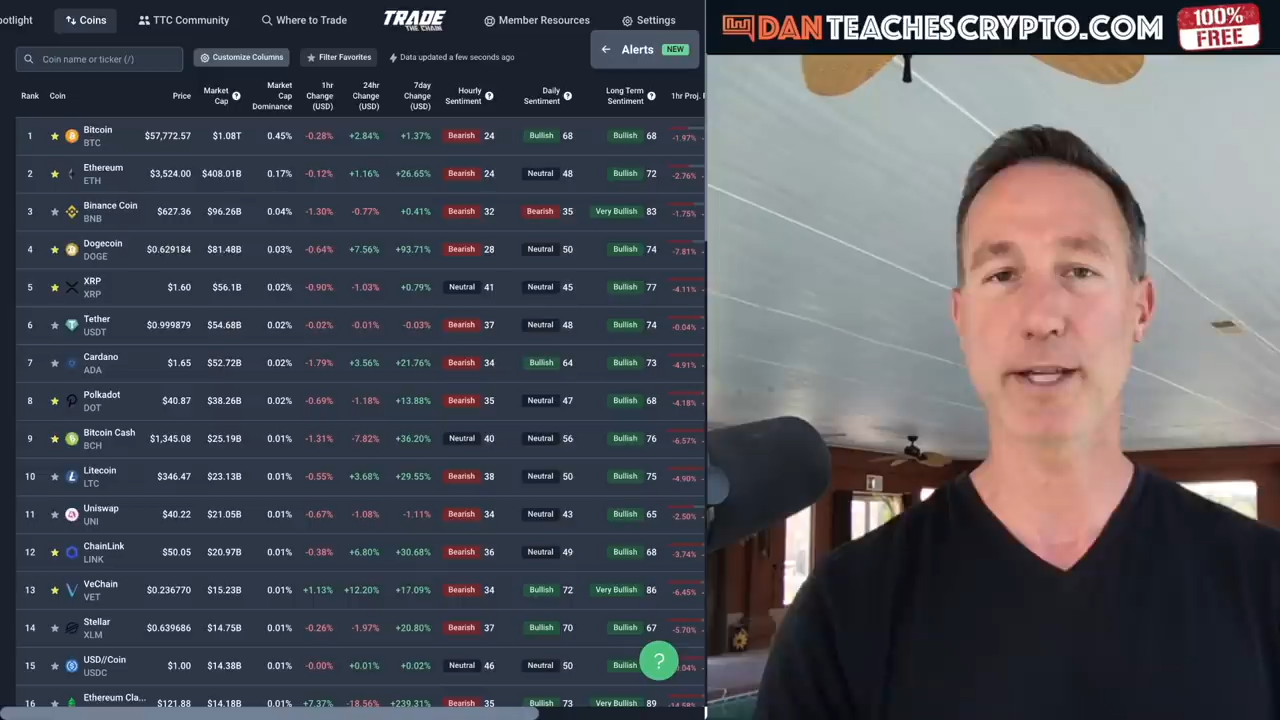 potlight Coins TTC Community Where to Trade TRADE THE CHAIN Member Resources Settings
DANTEACHESCRYPTO.COM 100% FREE
Coin name or ticker (/) Customize Columns Filter Favorites Data updated a few seconds ago Alerts NEW
Rank Coin Price Market Cap ? Market Cap Dominance 1hr Change (USD) 24hr Change (USD) 7day Change (USD) Hourly Sentiment ? Daily Sentiment ? Long Term Sentiment ? 1hr Proj.
1 Bitcoin BTC $57,772.57 $1.08T 0.45% -0.28% +2.84% +1.37% Bearish 24 Bullish 68 Bullish 68 -1.97%
2 Ethereum ETH $3,524.00 $408.01B 0.17% -0.12% +1.16% +26.65% Bearish 24 Neutral 48 Bullish 72 -2.76%
3 Binance Coin BNB $627.36 $96.26B 0.04% -1.30% -0.77% +0.41% Bearish 32 Bearish 35 Very Bullish 83 -1.75%
4 Dogecoin DOGE $0.629184 $81.48B 0.03% -0.64% +7.56% +93.71% Bearish 28 Neutral 50 Bullish 74 -7.81%
5 XRP XRP $1.60 $56.1B 0.02% -0.90% -1.03% +0.79% Neutral 41 Neutral 45 Bullish 77 -4.11%
6 Tether USDT $0.999879 $54.68B 0.02% -0.02% -0.01% -0.03% Bearish 37 Neutral 48 Bullish 74 -0.04%
7 Cardano ADA $1.65 $52.72B 0.02% -1.79% +3.56% +21.76% Bearish 34 Bullish 64 Bullish 73 -4.91%
8 Polkadot DOT $40.87 $38.26B 0.02% -0.69% -1.18% +13.88% Bearish 35 Neutral 47 Bullish 68 -4.18%
9 Bitcoin Cash BCH $1,345.08 $25.19B 0.01% -1.31% -7.82% +36.20% Neutral 40 Neutral 56 Bullish 76 -6.57%
10 Litecoin LTC $346.47 $23.13B 0.01% -0.55% +3.68% +29.55% Bearish 38 Neutral 50 Bullish 75 -4.90%
11 Uniswap UNI $40.22 $21.05B 0.01% -0.67% -1.08% -1.11% Bearish 34 Neutral 43 Bullish 65 -2.50%
12 ChainLink LINK $50.05 $20.97B 0.01% -0.38% +6.80% +30.68% Bearish 36 Neutral 49 Bullish 68 -3.74%
13 VeChain VET $0.236770 $15.23B 0.01% +1.13% +12.20% +17.09% Bearish 34 Bullish 72 Very Bullish 86 -6.45%
14 Stellar XLM $0.639686 $14.75B 0.01% -0.26% -1.97% +20.80% Bearish 37 Bullish 70 Bullish 67 -5.70%
15 USD//Coin USDC $1.00 $14.38B 0.01% -0.00% +0.01% +0.02% Neutral 46 Neutral 50 Bullish ? .04%
16 Ethereum Cla... $121.88 $14.18B 0.01% +7.37% -18.56% +239.31% Bearish 35 Bullish 73 Very Bullish 89